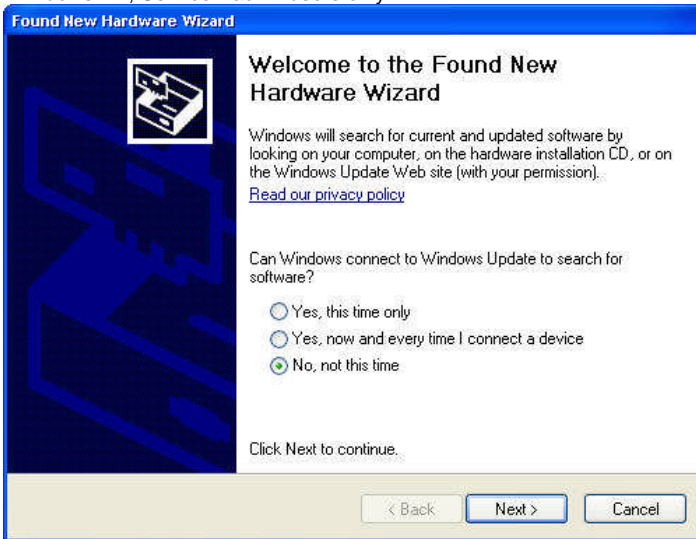 Found New Hardware Wizard
Welcome to the Found New
Hardware Wizard
Windows will search for current and updated software by
looking on your computer, on the hardware installation CD, or on
the Windows Update Web site (with your permission).
Read our privacy policy
Can Windows connect to Windows Update to search for
software?
Yes, this time only
Yes, now and every time I connect a device
No, not this time
Click Next to continue.
< Back
Next >
Cancel